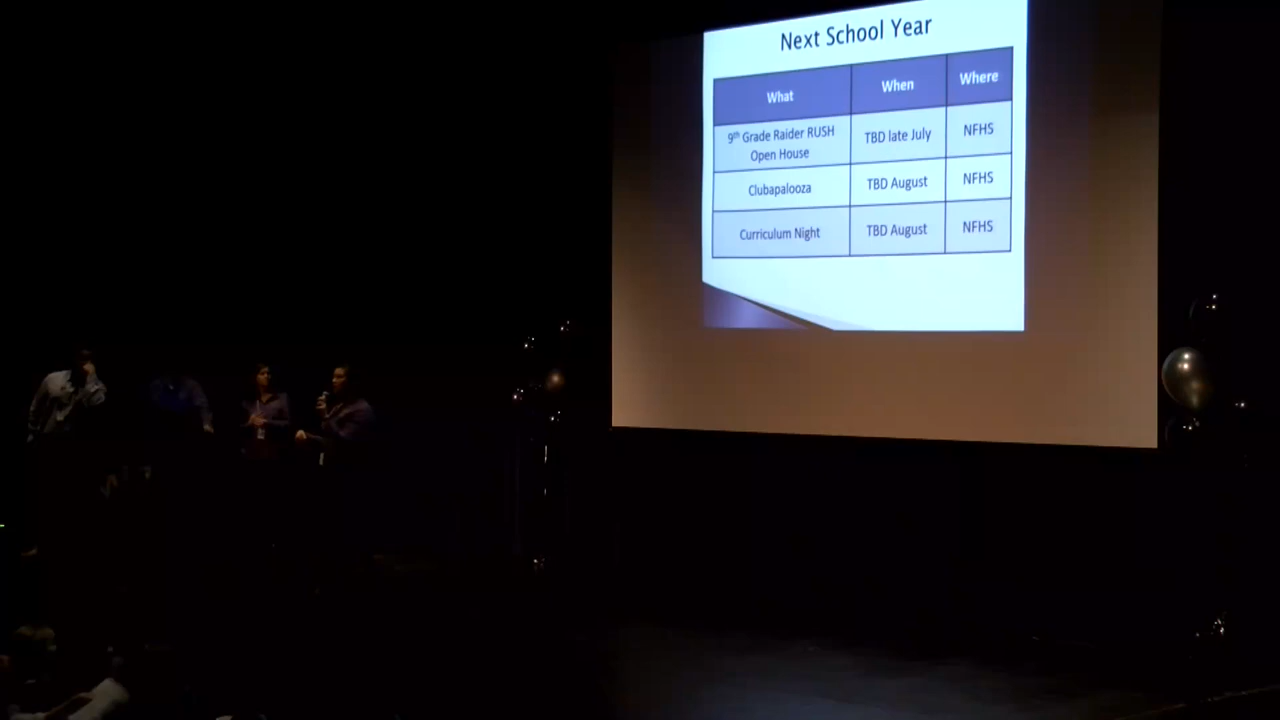 Next School Year
What When Where
9th Grade Raider RUSH
Open House
TBD late July NFHS
Clubapalooza TBD August NFHS
Curriculum Night TBD August NFHS